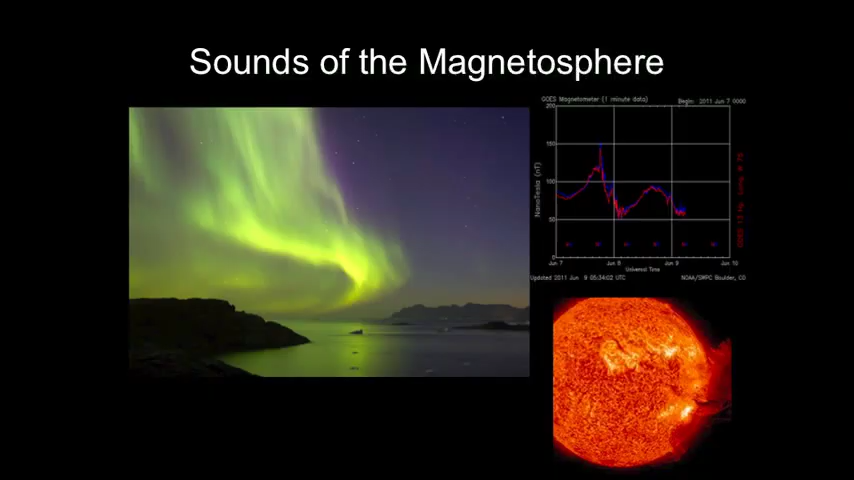 Sounds of the Magnetosphere
GOES Magnetometer (1 minute data) Begin: 2011 Jun 7 0000
200
150
100
50
0
NanoTesla (nT)
Jun 7 Jun 8 Jun 9 Jun 10
Universal Time
Updated 2011 Jun 9 05:34:02 UTC NOAA/SWPC Boulder, CO